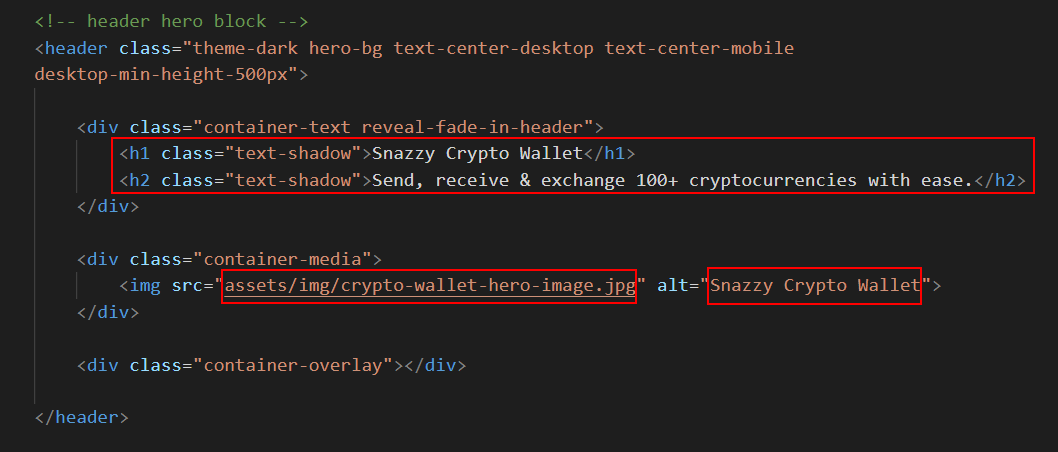 <!-- header hero block -->
<header class="theme-dark hero-bg text-center-desktop text-center-mobile
desktop-min-height-500px">
<div class="container-text reveal-fade-in-header">
<h1 class="text-shadow">Snazzy Crypto Wallet</h1>
<h2 class="text-shadow">Send, receive & exchange 100+ cryptocurrencies with ease.</h2>
</div>
<div class="container-media">
<img src="assets/img/crypto-wallet-hero-image.jpg" alt="Snazzy Crypto Wallet">
</div>
<div class="container-overlay"></div>
</header>